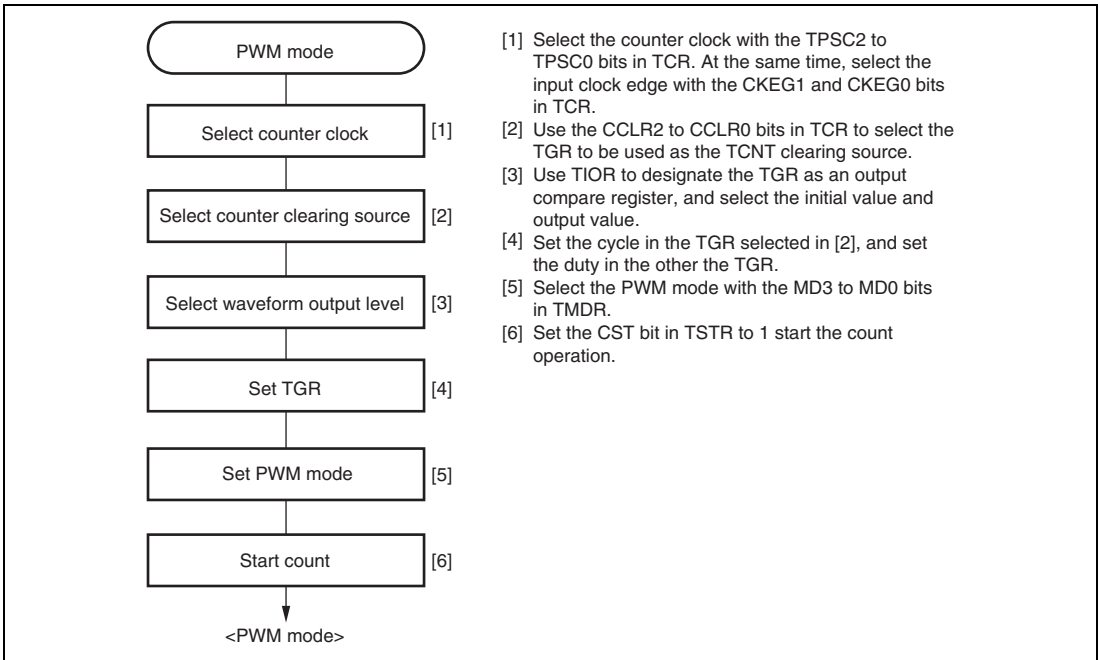 PWM mode
Select counter clock [1]
Select counter clearing source [2]
Select waveform output level [3]
Set TGR [4]
Set PWM mode [5]
Start count [6]
<PWM mode>
[1] Select the counter clock with the TPSC2 to
TPSC0 bits in TCR. At the same time, select the
input clock edge with the CKEG1 and CKEG0 bits
in TCR.
[2] Use the CCLR2 to CCLR0 bits in TCR to select the
TGR to be used as the TCNT clearing source.
[3] Use TIOR to designate the TGR as an output
compare register, and select the initial value and
output value.
[4] Set the cycle in the TGR selected in [2], and set
the duty in the other the TGR.
[5] Select the PWM mode with the MD3 to MD0 bits
in TMDR.
[6] Set the CST bit in TSTR to 1 start the count
operation.